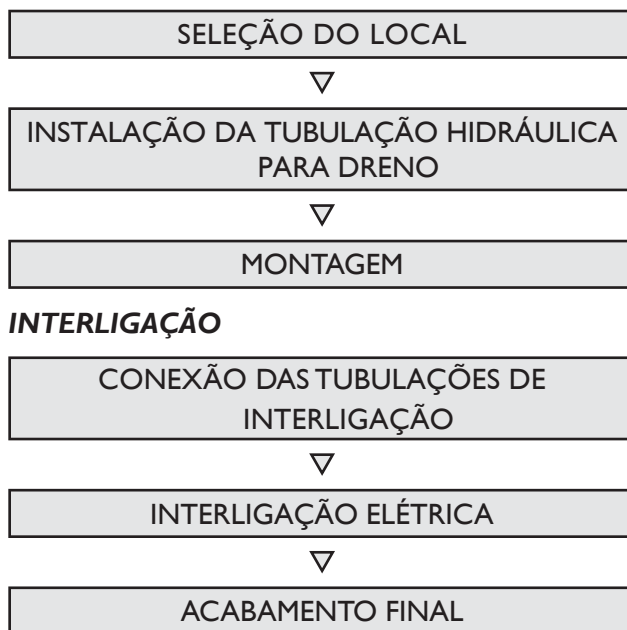 SELEÇÃO DO LOCAL
INSTALAÇÃO DA TUBULAÇÃO HIDRÁULICA
PARA DRENO
MONTAGEM
INTERLIGAÇÃO
CONEXÃO DAS TUBULAÇÕES DE
INTERLIGAÇÃO
INTERLIGAÇÃO ELÉTRICA
ACABAMENTO FINAL